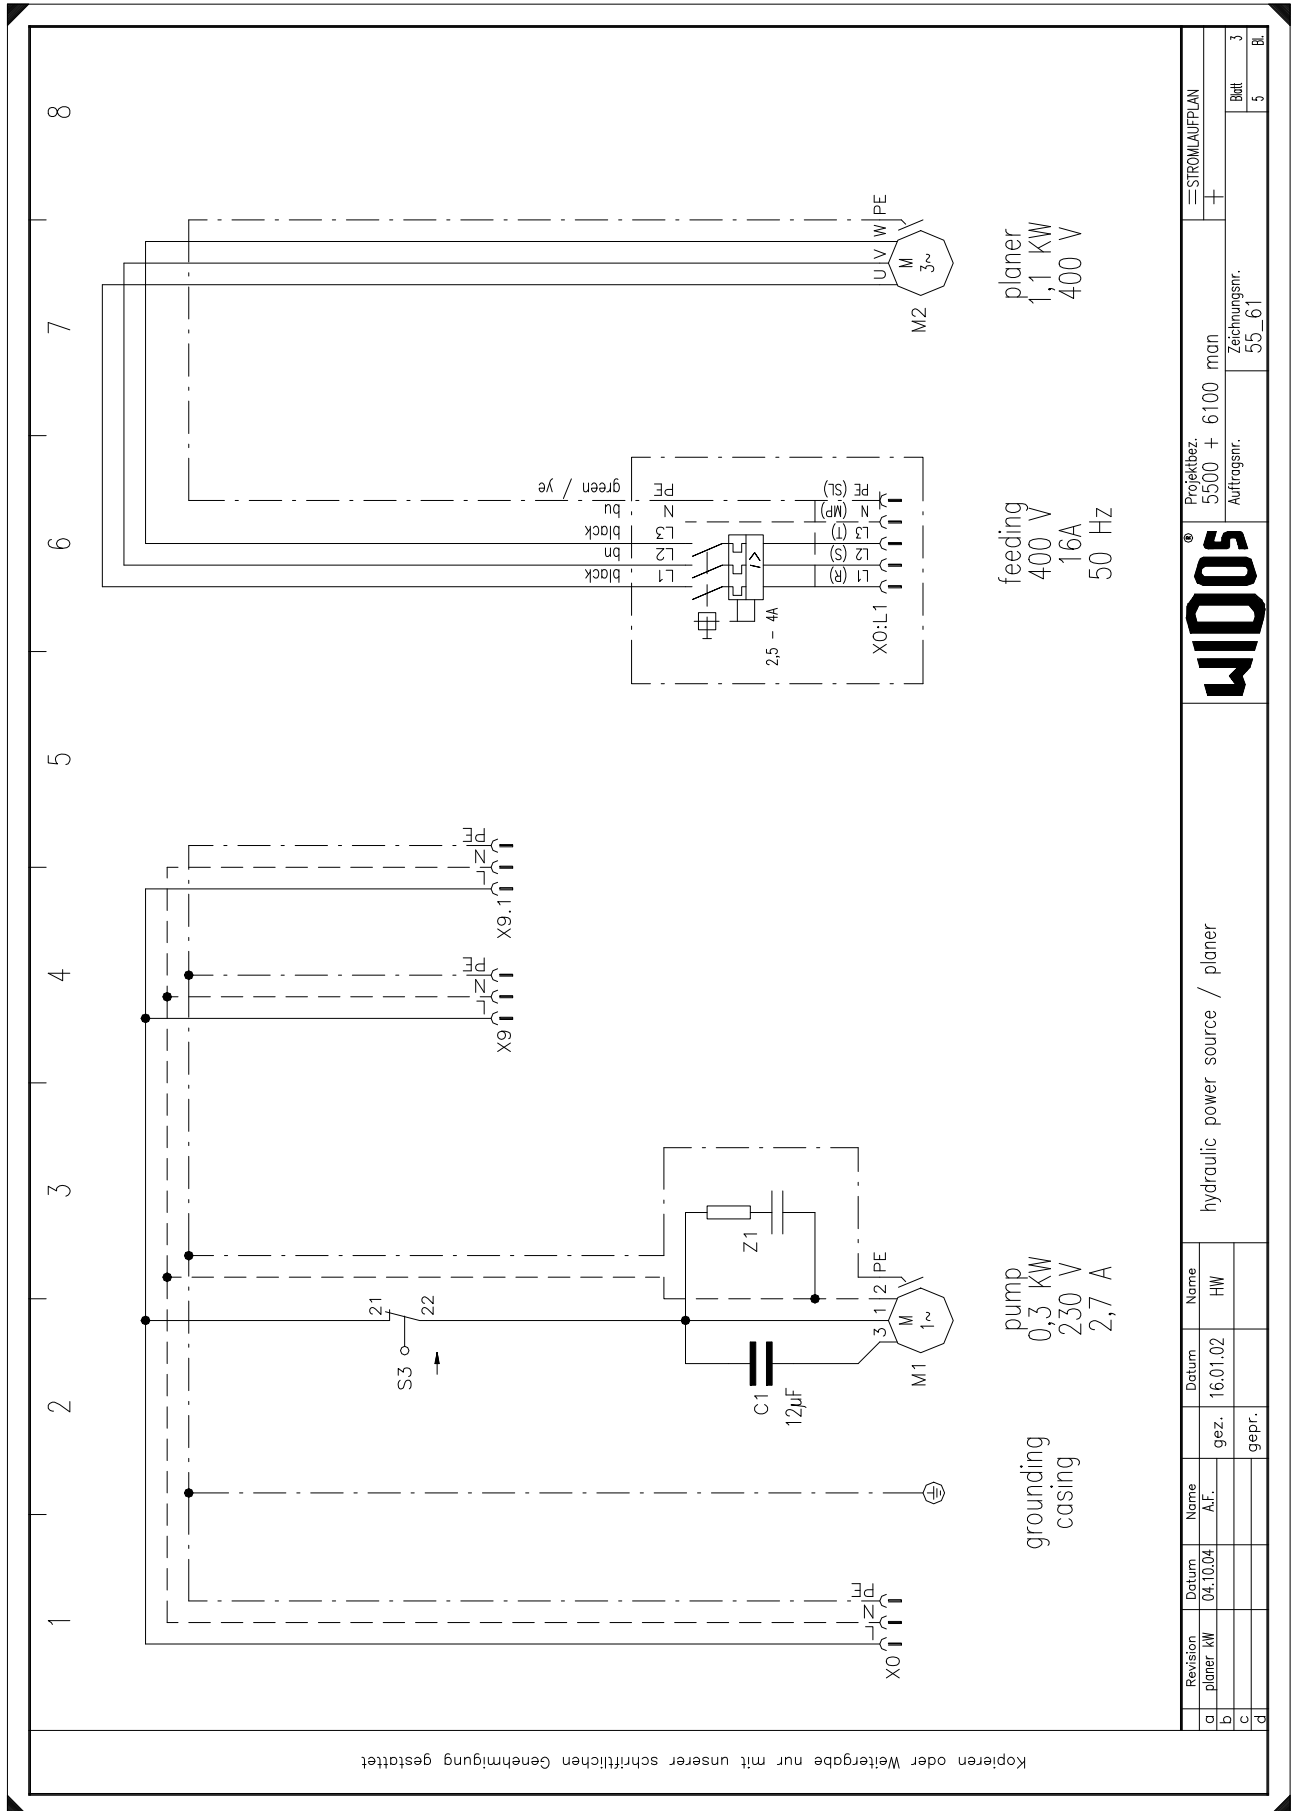 1 2 3 4 5 6 7 8
X0
L
N
PE
grounding
casing
S3
21
22
C1
12µF
Z1
3 1 2 PE
M
1~
M1
pump
0,3 KW
230 V
2,7 A
X9
L
N
PE
X9.1
L
N
PE
black
bn
black
bu
green / ye
L1
L2
L3
N
PE
I>
2,5 - 4A
L1 (R)
L2 (S)
L3 (T)
N (MP)
PE (SL)
X0:L1
feeding
400 V
16A
50 Hz
U V W PE
M
3~
M2
planer
1,1 KW
400 V
Kopieren oder Weitergabe nur mit unserer schriftlichen Genehmigung gestattet
Revision Datum Name Datum Name
a planer kW 04.10.04 A.F. gez. 16.01.02 HW
b
c gepr.
d
hydraulic power source / planer
WIDOS®
Projektbez.
5500 + 6100 man
Auftragsnr.
Zeichnungsnr.
55_61
=STROMLAUFPLAN
+
Blatt 3
5 Bl.